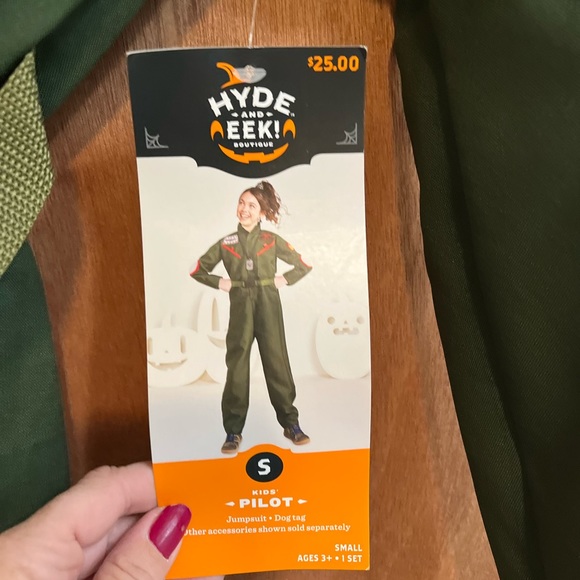 $25.00
HYDE
AND
EEK!
BOUTIQUE
S
KIDS'
PILOT
Jumpsuit • Dog tag
Other accessories shown sold separately
SMALL
AGES 3+ • 1 SET